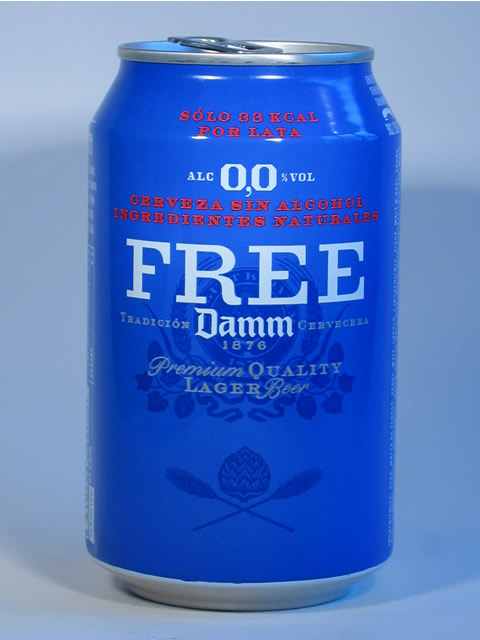 SÓLO 33 KCAL
POR LATA
ALC 0,0 % VOL
CERVEZA SIN ALCOHOL
INGREDIENTES NATURALES
FREE
TRADICIÓN Damm CERVECERA
1876
Premium QUALITY
LAGER Beer